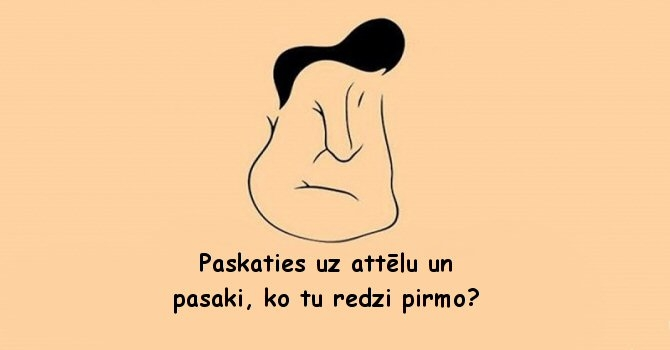 Paskaties uz attēlu un
pasaki, ko tu redzi pirmo?